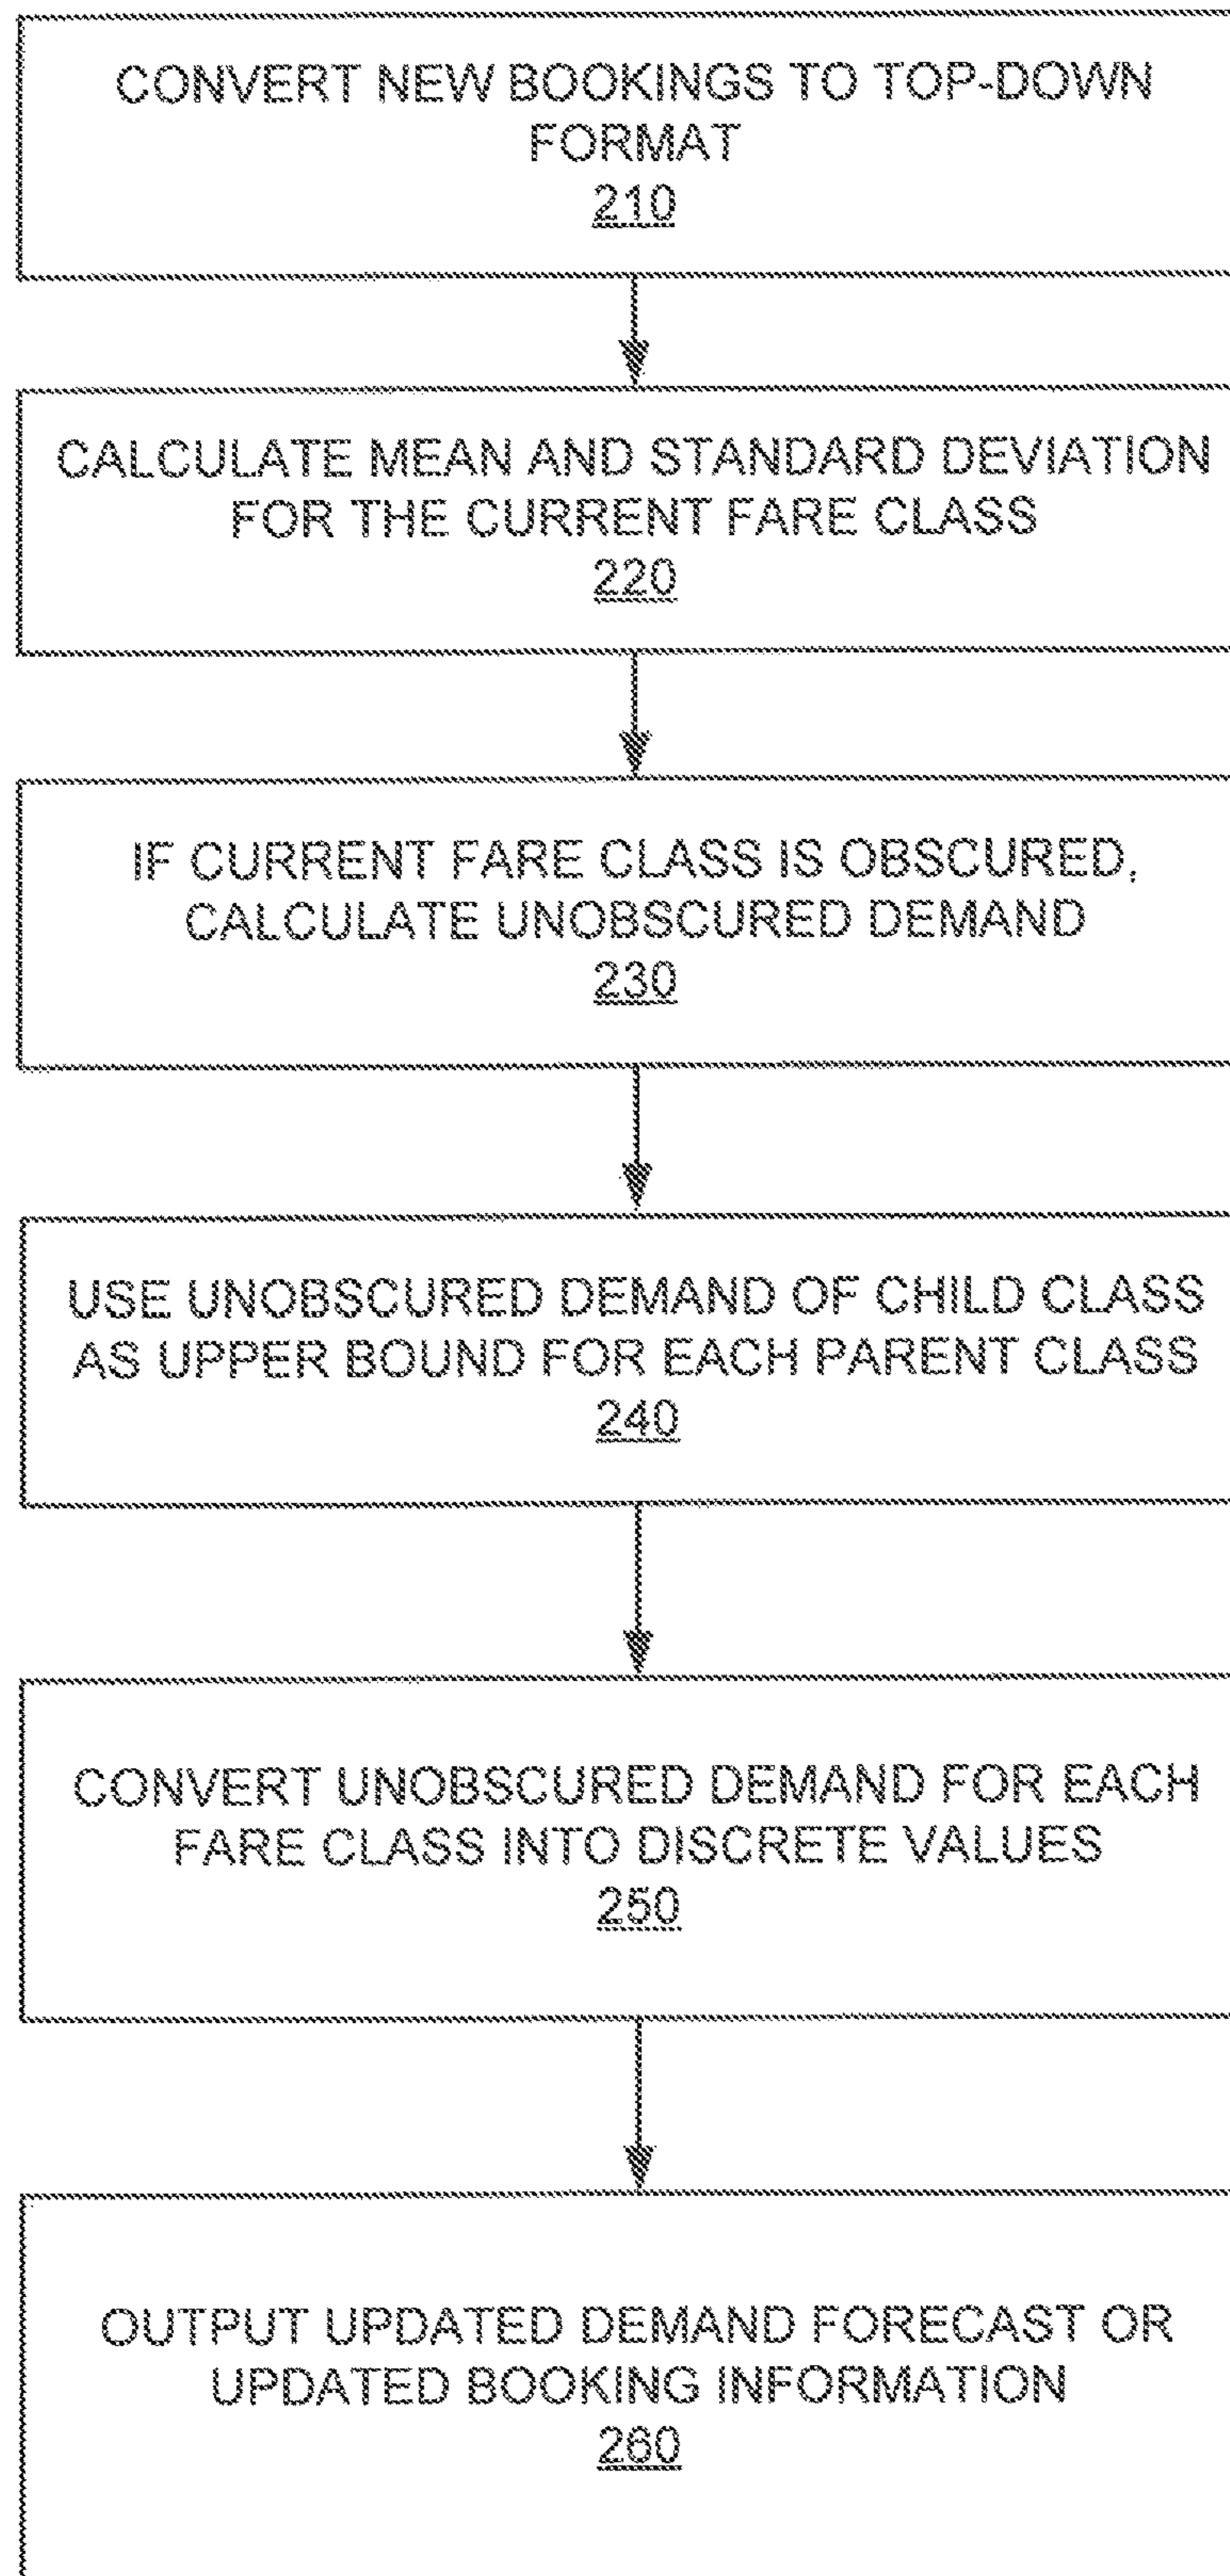 CONVERT NEW BOOKINGS TO TOP-DOWN
FORMAT
210
CALCULATE MEAN AND STANDARD DEVIATION
FOR THE CURRENT FARE CLASS
220
IF CURRENT FARE CLASS IS OBSCURED,
CALCULATE UNOBSCURED DEMAND
230
USE UNOBSCURED DEMAND OF CHILD CLASS
AS UPPER BOUND FOR EACH PARENT CLASS
240
CONVERT UNOBSCURED DEMAND FOR EACH
FARE CLASS INTO DISCRETE VALUES
250
OUTPUT UPDATED DEMAND FORECAST OR
UPDATED BOOKING INFORMATION
260